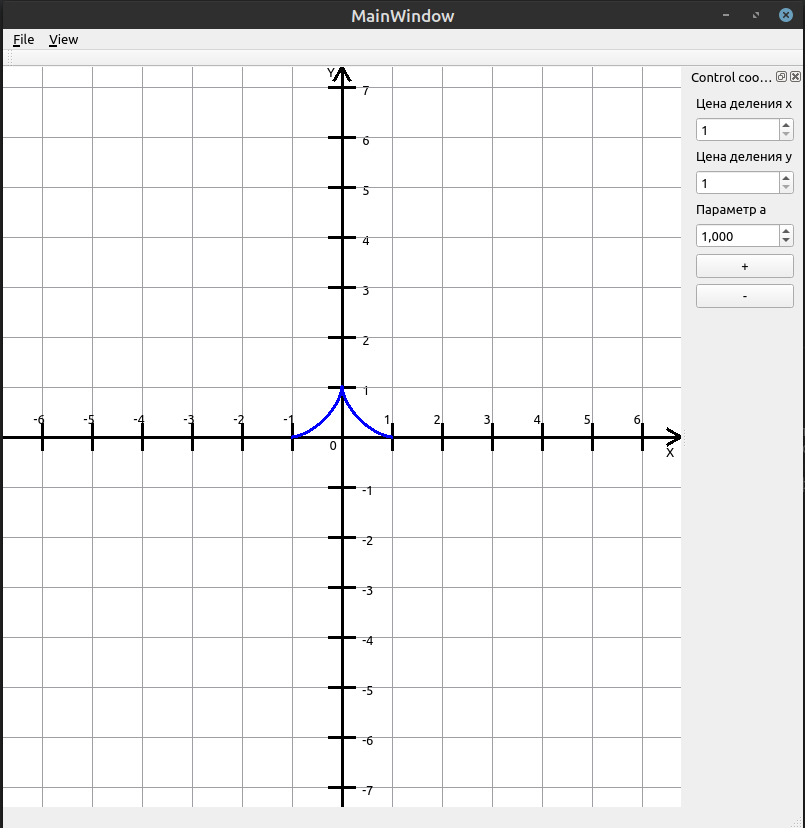 MainWindow
File View
Control coo...
Цена деления x
1
Цена деления y
1
Параметр a
1,000
+
-
Y
7
6
5
4
3
2
1
-6 -5 -4 -3 -2 -1 1 2 3 4 5 6
0
X
-1
-2
-3
-4
-5
-6
-7